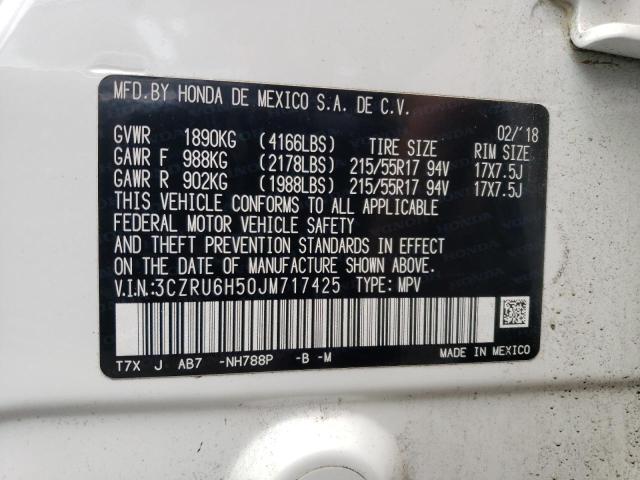 MFD.BY HONDA DE MEXICO S.A. DE C.V.
02/'18
GVWR 1890KG (4166LBS) TIRE SIZE RIM SIZE
GAWR F 988KG (2178LBS) 215/55R17 94V 17X7.5J
GAWR R 902KG (1988LBS) 215/55R17 94V 17X7.5J
THIS VEHICLE CONFORMS TO ALL APPLICABLE
FEDERAL MOTOR VEHICLE SAFETY
AND THEFT PREVENTION STANDARDS IN EFFECT
ON THE DATE OF MANUFACTURE SHOWN ABOVE.
V.I.N.:3CZRU6H50JM717425 TYPE: MPV
T7X J AB7 -NH788P -B -M
MADE IN MEXICO